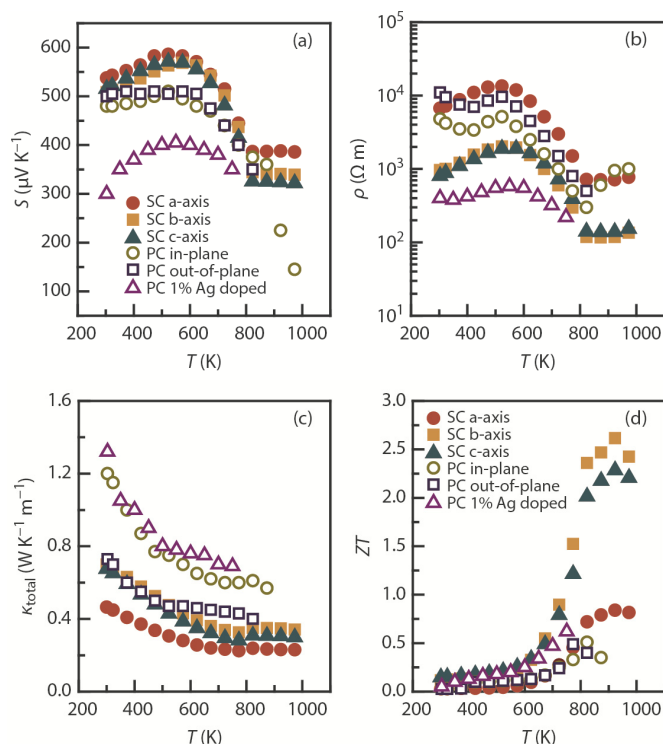 (a)
600
500
400
300
200
100
S (μV K⁻¹)
SC a-axis
SC b-axis
SC c-axis
PC in-plane
PC out-of-plane
PC 1% Ag doped
200 400 600 800 1000
T (K)
(b)
10⁵
10⁴
10³
10²
10¹
ρ (Ω m)
200 400 600 800 1000
T (K)
(c)
1.6
1.2
0.8
0.4
0.0
κtotal (W K⁻¹ m⁻¹)
200 400 600 800 1000
T (K)
(d)
3.0
2.5
2.0
1.5
1.0
0.5
0.0
ZT
SC a-axis
SC b-axis
SC c-axis
PC in-plane
PC out-of-plane
PC 1% Ag doped
200 400 600 800 1000
T (K)